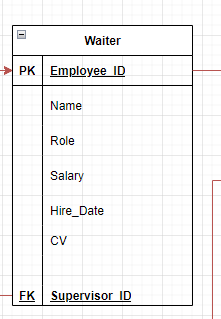 Waiter
PK Employee_ID
Name
Role
Salary
Hire_Date
CV
FK Supervisor_ID